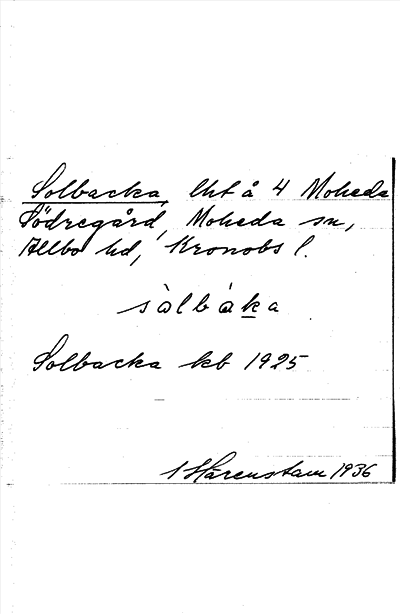 Solbacka, lht å 4 Moheda
Södregård, Moheda sn,
Allbo hd, Kronobs l.
sòlbáka
Solbacka kb 1925
Härenstam 1936